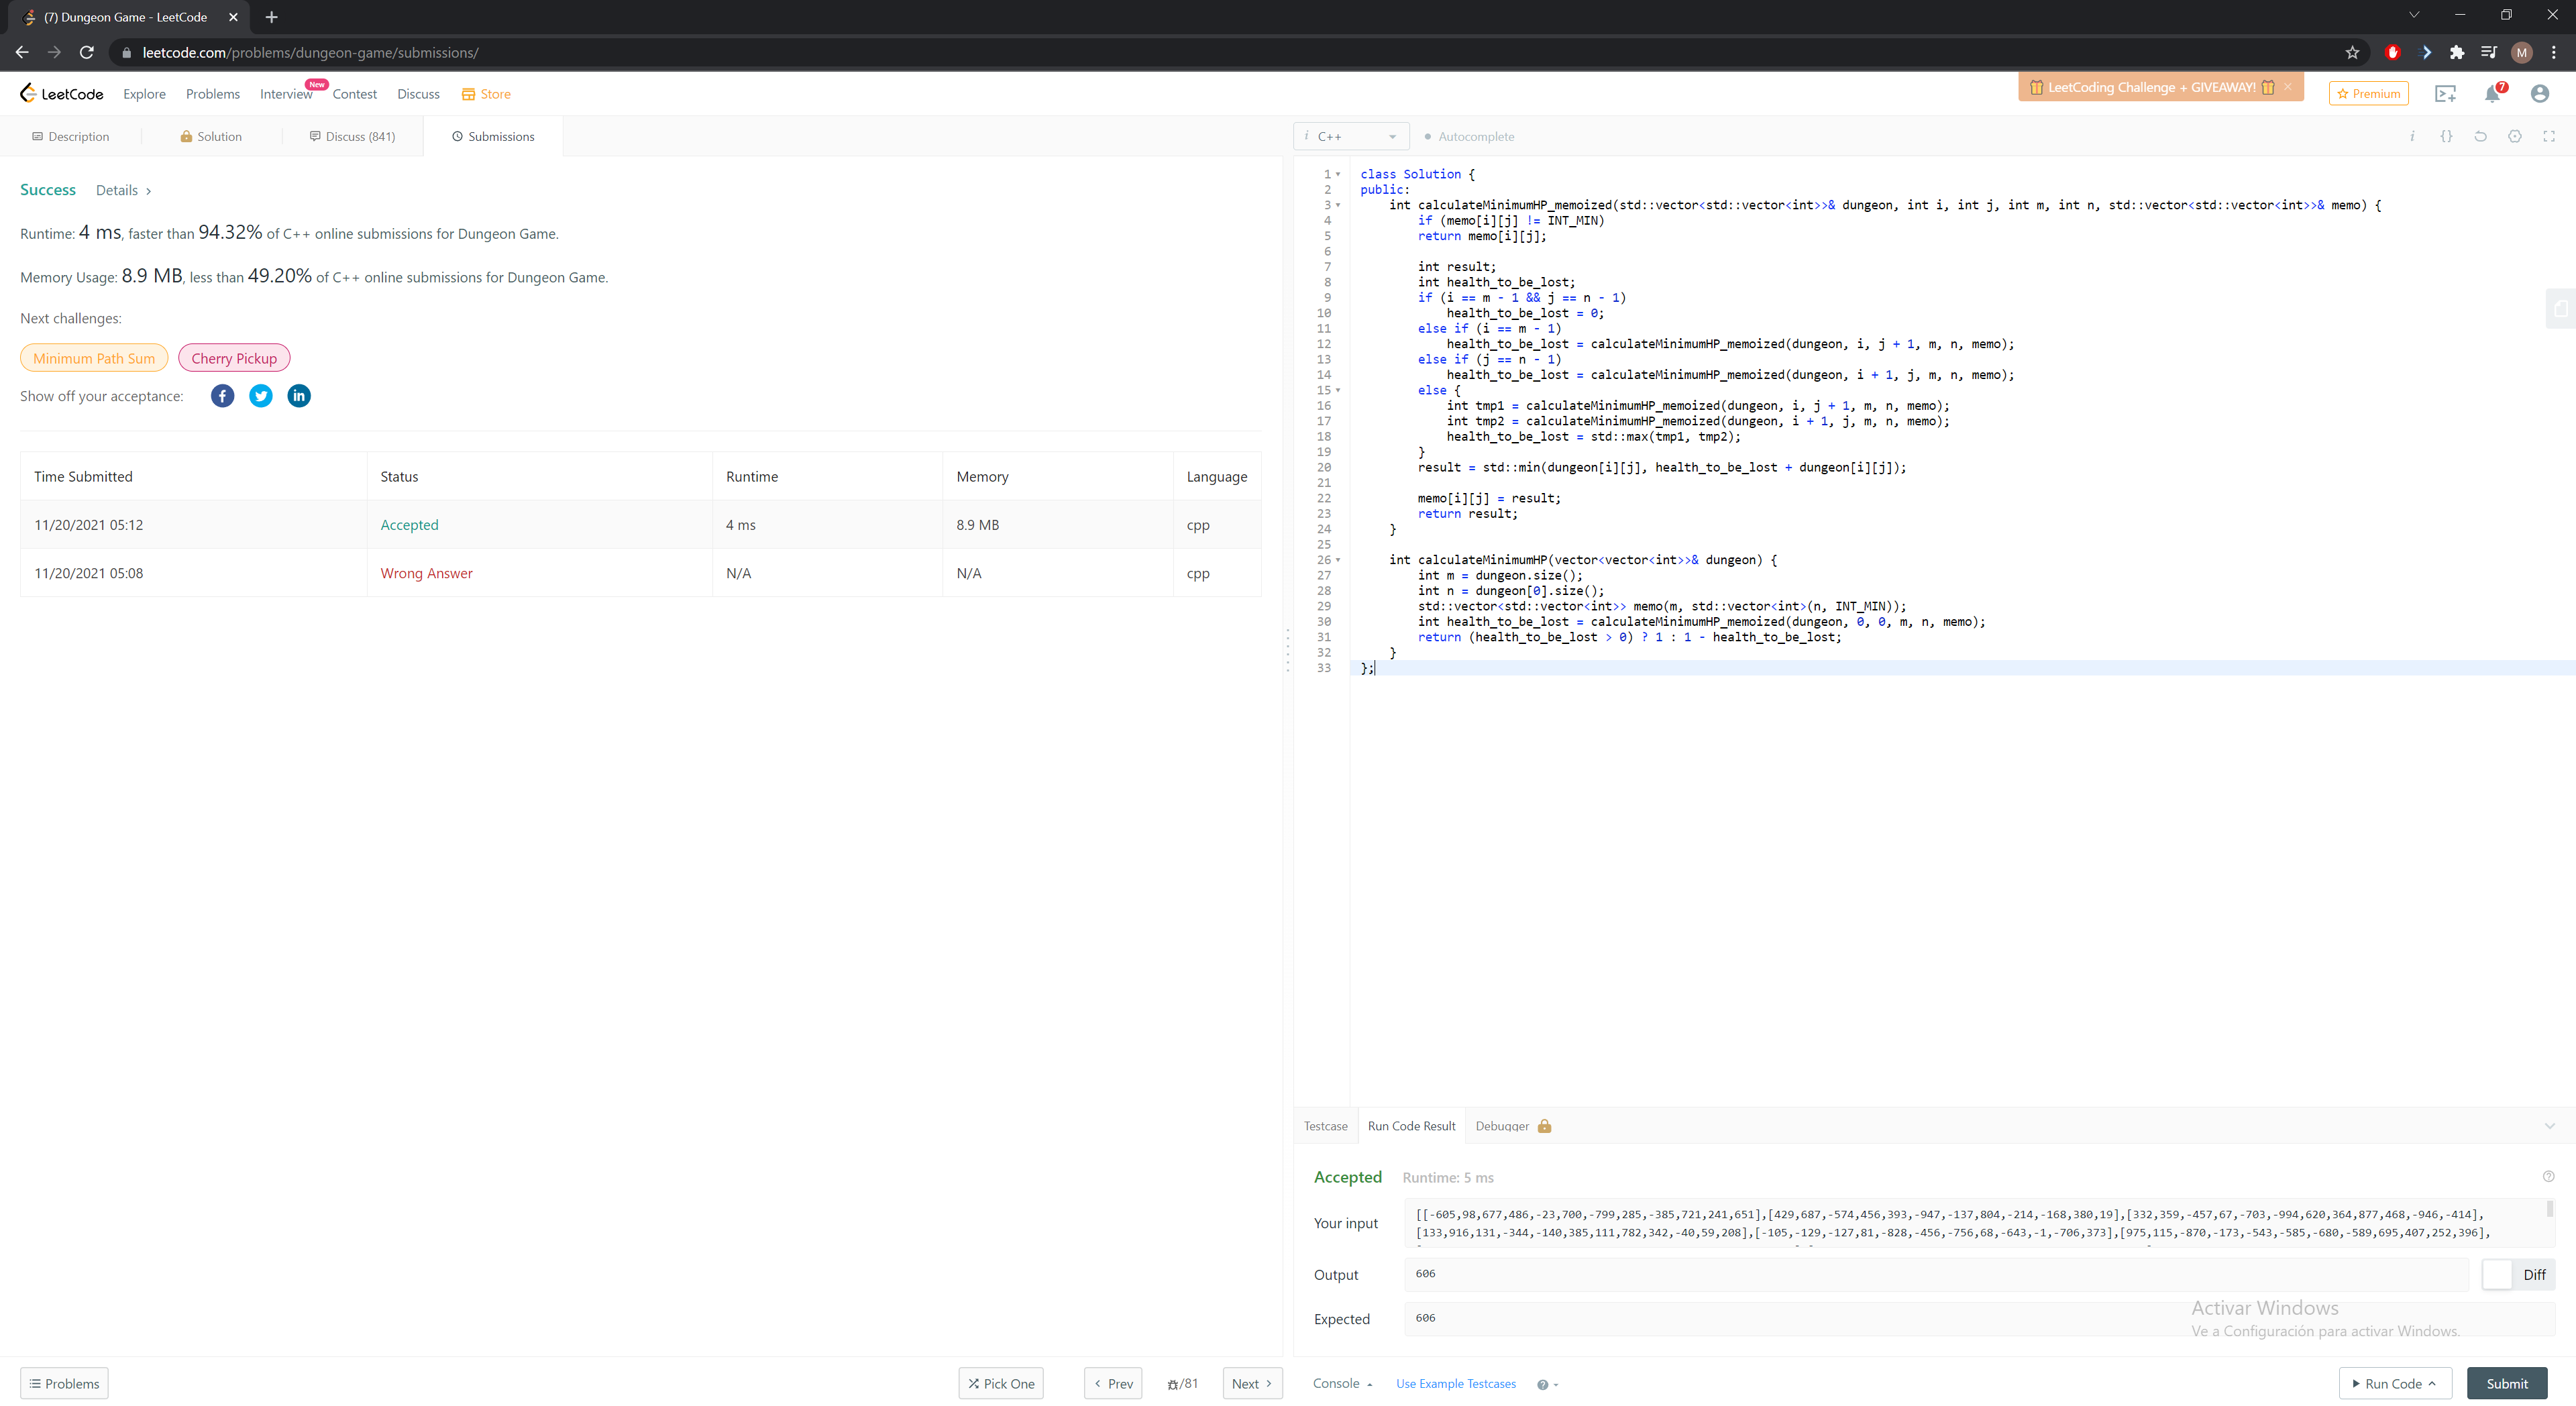 (7) Dungeon Game - LeetCode
leetcode.com/problems/dungeon-game/submissions/
M
LeetCode Explore Problems Interview New Contest Discuss Store
LeetCoding Challenge + GIVEAWAY! ×
Premium
7
Description Solution Discuss (841) Submissions
i C++ Autocomplete
i {}
Success Details >
Runtime: 4 ms, faster than 94.32% of C++ online submissions for Dungeon Game.
Memory Usage: 8.9 MB, less than 49.20% of C++ online submissions for Dungeon Game.
Next challenges:
Minimum Path Sum Cherry Pickup
Show off your acceptance: f in
Time Submitted Status Runtime Memory Language
11/20/2021 05:12 Accepted 4 ms 8.9 MB cpp
11/20/2021 05:08 Wrong Answer N/A N/A cpp
1 class Solution {
2 public:
3 int calculateMinimumHP_memoized(std::vector<std::vector<int>>& dungeon, int i, int j, int m, int n, std::vector<std::vector<int>>& memo) {
4 if (memo[i][j] != INT_MIN)
5 return memo[i][j];
6
7 int result;
8 int health_to_be_lost;
9 if (i == m - 1 && j == n - 1)
10 health_to_be_lost = 0;
11 else if (i == m - 1)
12 health_to_be_lost = calculateMinimumHP_memoized(dungeon, i, j + 1, m, n, memo);
13 else if (j == n - 1)
14 health_to_be_lost = calculateMinimumHP_memoized(dungeon, i + 1, j, m, n, memo);
15 else {
16 int tmp1 = calculateMinimumHP_memoized(dungeon, i, j + 1, m, n, memo);
17 int tmp2 = calculateMinimumHP_memoized(dungeon, i + 1, j, m, n, memo);
18 health_to_be_lost = std::max(tmp1, tmp2);
19 }
20 result = std::min(dungeon[i][j], health_to_be_lost + dungeon[i][j]);
21
22 memo[i][j] = result;
23 return result;
24 }
25
26 int calculateMinimumHP(vector<vector<int>>& dungeon) {
27 int m = dungeon.size();
28 int n = dungeon[0].size();
29 std::vector<std::vector<int>> memo(m, std::vector<int>(n, INT_MIN));
30 int health_to_be_lost = calculateMinimumHP_memoized(dungeon, 0, 0, m, n, memo);
31 return (health_to_be_lost > 0) ? 1 : 1 - health_to_be_lost;
32 }
33 };
Testcase Run Code Result Debugger
Accepted Runtime: 5 ms
Your input
[[-605,98,677,486,-23,700,-799,285,-385,721,241,651],[429,687,-574,456,393,-947,-137,804,-214,-168,380,19],[332,359,-457,67,-703,-994,620,364,877,468,-946,-414],
[133,916,131,-344,-140,385,111,782,342,-40,59,208],[-105,-129,-127,81,-828,-456,-756,68,-643,-1,-706,373],[975,115,-870,-173,-543,-585,-680,-589,695,407,252,396],
Output 606 Diff
Expected 606
Activar Windows
Ve a Configuración para activar Windows.
Problems Pick One < Prev /81 Next > Console Use Example Testcases ? Run Code Submit